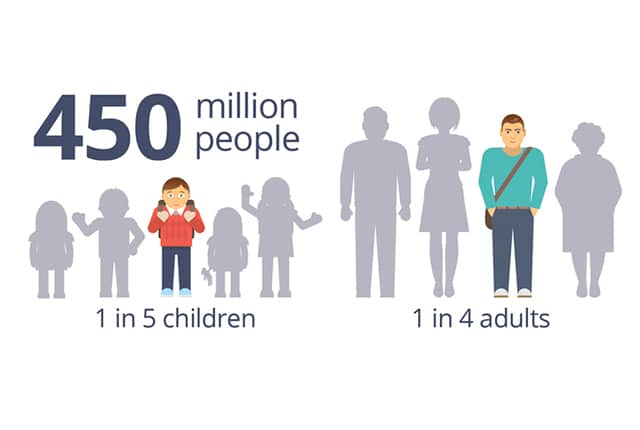 450 million
people
1 in 5 children
1 in 4 adults